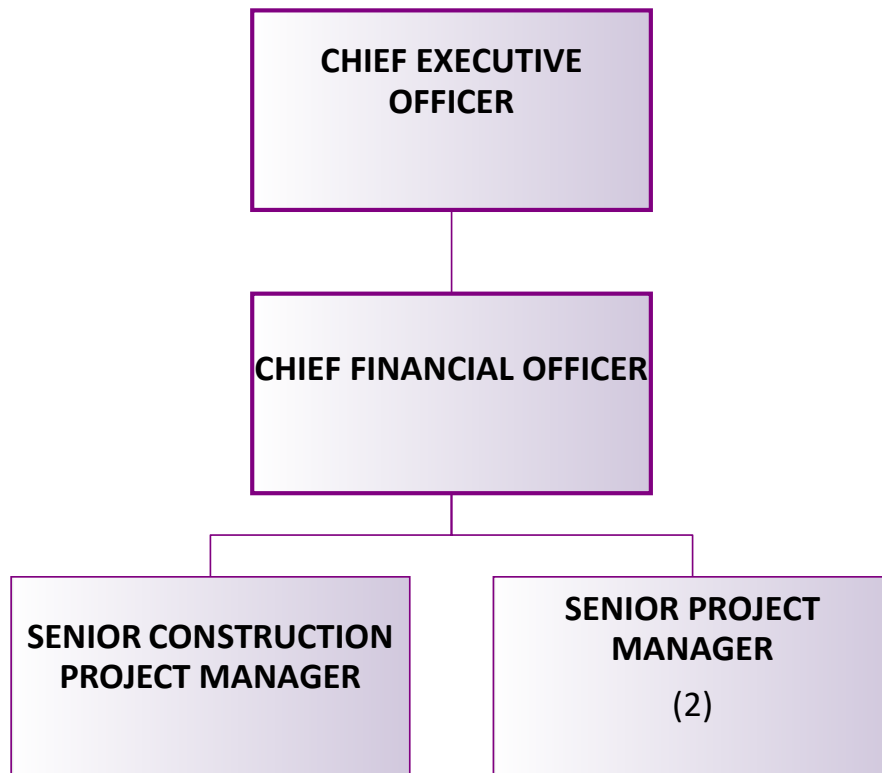 CHIEF EXECUTIVE
OFFICER
CHIEF FINANCIAL OFFICER
SENIOR CONSTRUCTION
PROJECT MANAGER
SENIOR PROJECT
MANAGER
(2)